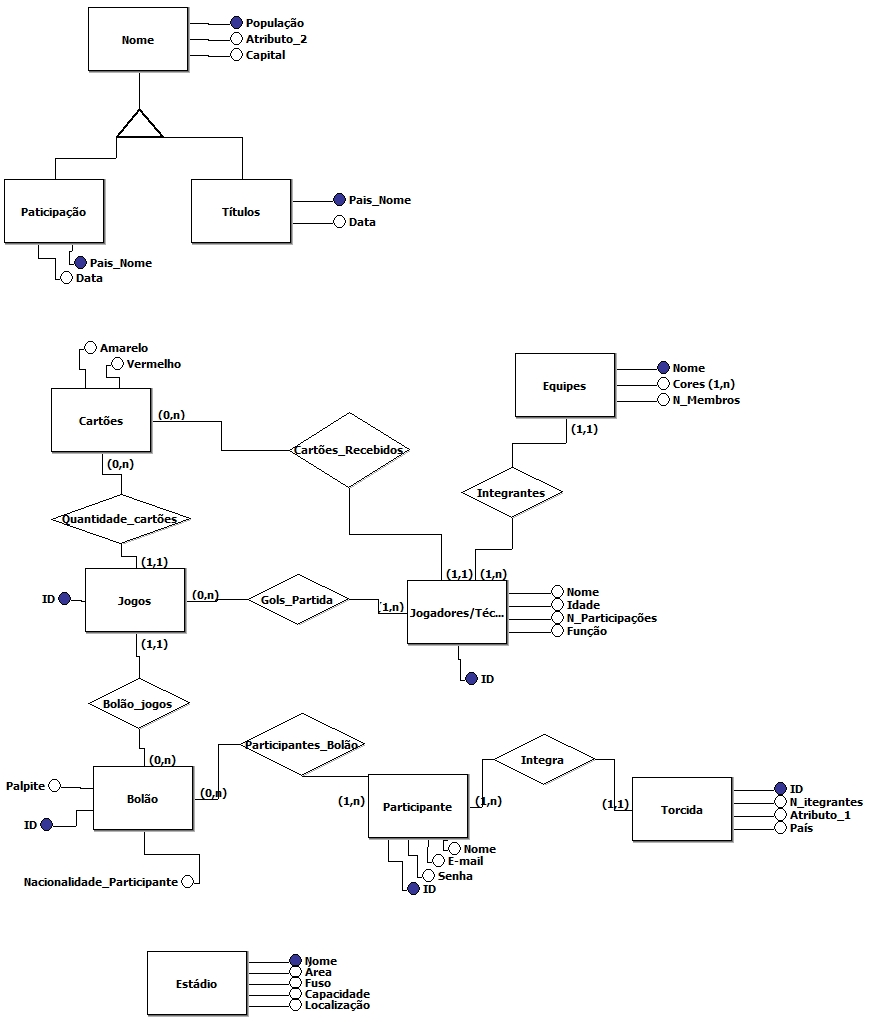 Nome
População
Atributo_2
Capital
Paticipação
Títulos
Pais_Nome
Data
Pais_Nome
Data
Amarelo
Vermelho
Cartões
(0,n)
Cartões_Recebidos
Equipes
Nome
Cores (1,n)
N_Membros
(1,1)
(0,n)
Integrantes
Quantidade_cartões
(1,1)
(1,1)
(1,n)
ID
Jogos
(0,n)
Gols_Partida
(1,n)
Jogadores/Téc...
Nome
Idade
N_Participações
Função
(1,1)
ID
Bolão_jogos
Participantes_Bolão
Integra
(0,n)
Palpite
Bolão
(0,n)
(1,n)
Participante
(1,n)
(1,1)
Torcida
ID
N_itegrantes
Atributo_1
País
ID
Nome
E-mail
Senha
ID
Nacionalidade_Participante
Estádio
Nome
Área
Fuso
Capacidade
Localização